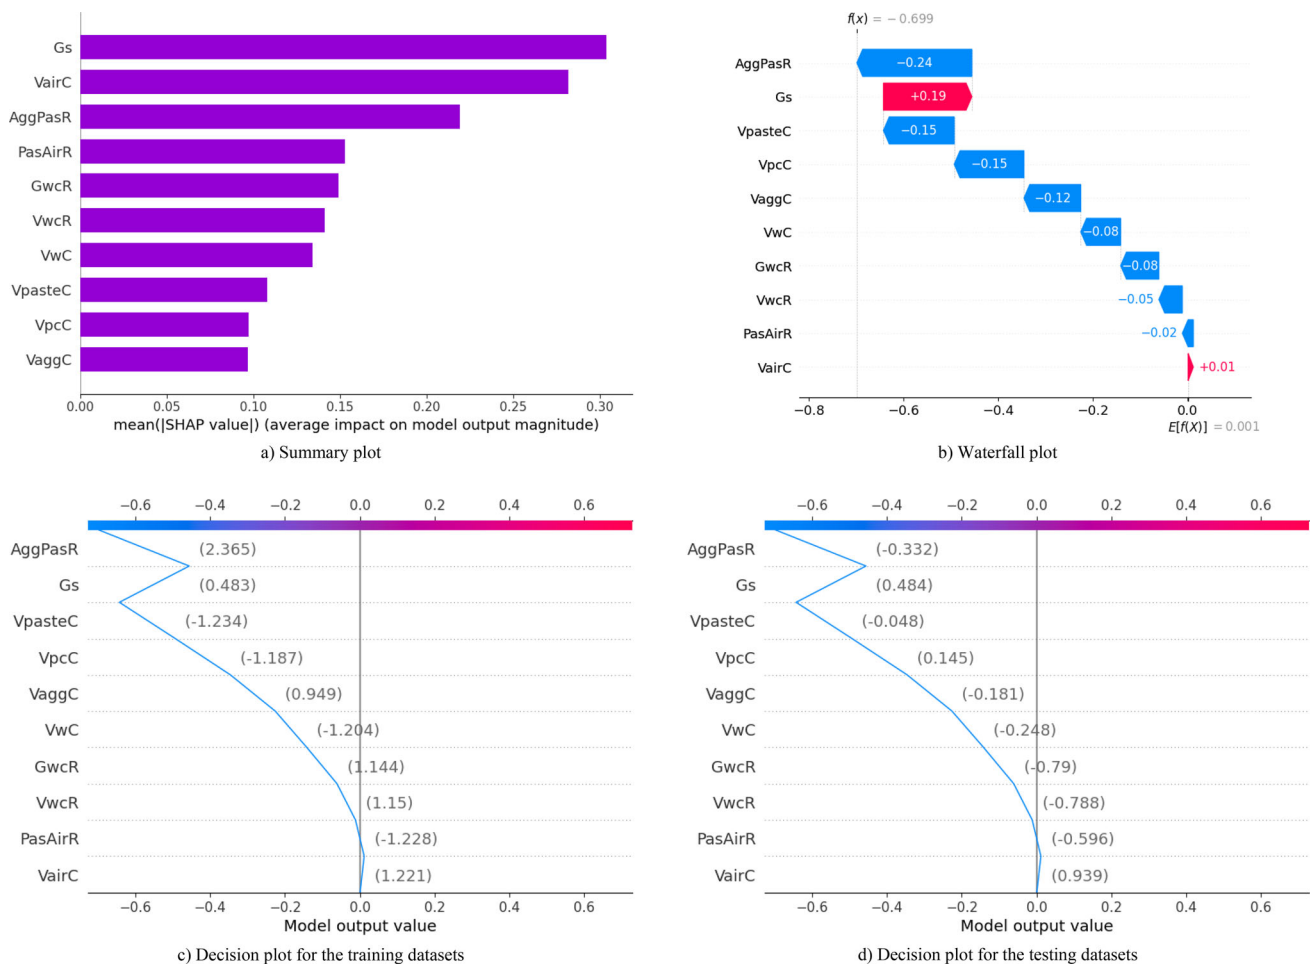 Gs
VairC
AggPasR
PasAirR
GwcR
VwcR
VwC
VpasteC
VpcC
VaggC
0.00 0.05 0.10 0.15 0.20 0.25 0.30
mean(|SHAP value|) (average impact on model output magnitude)
a) Summary plot
f(x) = −0.699
AggPasR −0.24
Gs +0.19
VpasteC −0.15
VpcC −0.15
VaggC −0.12
VwC −0.08
GwcR −0.08
VwcR −0.05
PasAirR −0.02
VairC +0.01
−0.8 −0.6 −0.4 −0.2 0.0
E[f(X)] = 0.001
b) Waterfall plot
−0.6 −0.4 −0.2 0.0 0.2 0.4 0.6
AggPasR (2.365)
Gs (0.483)
VpasteC (-1.234)
VpcC (-1.187)
VaggC (0.949)
VwC (-1.204)
GwcR (1.144)
VwcR (1.15)
PasAirR (-1.228)
VairC (1.221)
−0.6 −0.4 −0.2 0.0 0.2 0.4 0.6
Model output value
c) Decision plot for the training datasets
−0.6 −0.4 −0.2 0.0 0.2 0.4 0.6
AggPasR (-0.332)
Gs (0.484)
VpasteC (-0.048)
VpcC (0.145)
VaggC (-0.181)
VwC (-0.248)
GwcR (-0.79)
VwcR (-0.788)
PasAirR (-0.596)
VairC (0.939)
−0.6 −0.4 −0.2 0.0 0.2 0.4 0.6
Model output value
d) Decision plot for the testing datasets